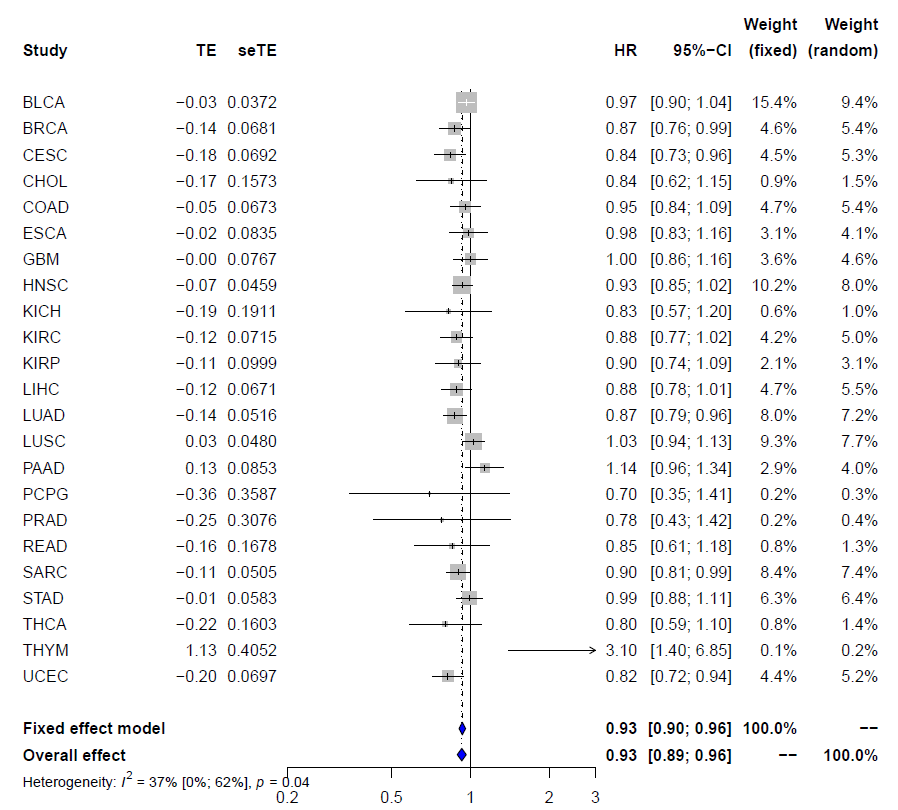 Weight Weight
Study TE seTE HR 95%−CI (fixed) (random)
BLCA −0.03 0.0372 0.97 [0.90; 1.04] 15.4% 9.4%
BRCA −0.14 0.0681 0.87 [0.76; 0.99] 4.6% 5.4%
CESC −0.18 0.0692 0.84 [0.73; 0.96] 4.5% 5.3%
CHOL −0.17 0.1573 0.84 [0.62; 1.15] 0.9% 1.5%
COAD −0.05 0.0673 0.95 [0.84; 1.09] 4.7% 5.4%
ESCA −0.02 0.0835 0.98 [0.83; 1.16] 3.1% 4.1%
GBM −0.00 0.0767 1.00 [0.86; 1.16] 3.6% 4.6%
HNSC −0.07 0.0459 0.93 [0.85; 1.02] 10.2% 8.0%
KICH −0.19 0.1911 0.83 [0.57; 1.20] 0.6% 1.0%
KIRC −0.12 0.0715 0.88 [0.77; 1.02] 4.2% 5.0%
KIRP −0.11 0.0999 0.90 [0.74; 1.09] 2.1% 3.1%
LIHC −0.12 0.0671 0.88 [0.78; 1.01] 4.7% 5.5%
LUAD −0.14 0.0516 0.87 [0.79; 0.96] 8.0% 7.2%
LUSC 0.03 0.0480 1.03 [0.94; 1.13] 9.3% 7.7%
PAAD 0.13 0.0853 1.14 [0.96; 1.34] 2.9% 4.0%
PCPG −0.36 0.3587 0.70 [0.35; 1.41] 0.2% 0.3%
PRAD −0.25 0.3076 0.78 [0.43; 1.42] 0.2% 0.4%
READ −0.16 0.1678 0.85 [0.61; 1.18] 0.8% 1.3%
SARC −0.11 0.0505 0.90 [0.81; 0.99] 8.4% 7.4%
STAD −0.01 0.0583 0.99 [0.88; 1.11] 6.3% 6.4%
THCA −0.22 0.1603 0.80 [0.59; 1.10] 0.8% 1.4%
THYM 1.13 0.4052 3.10 [1.40; 6.85] 0.1% 0.2%
UCEC −0.20 0.0697 0.82 [0.72; 0.94] 4.4% 5.2%
Fixed effect model 0.93 [0.90; 0.96] 100.0% −−
Overall effect 0.93 [0.89; 0.96] −− 100.0%
Heterogeneity: I² = 37% [0%; 62%], p = 0.04
0.2 0.5 1 2 3